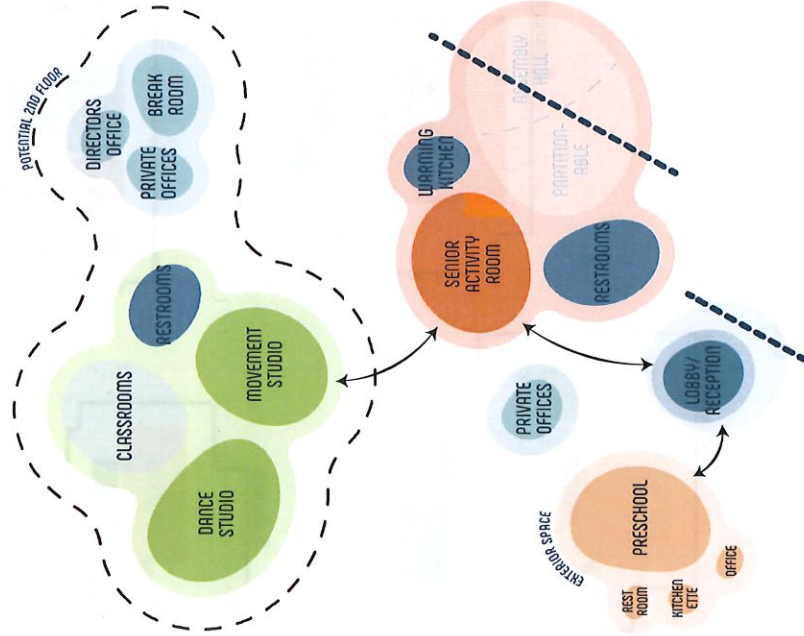 POTENTIAL 2ND FLOOR
DIRECTORS
OFFICE
BREAK
ROOM
PRIVATE
OFFICES
RESTROOMS
CLASSROOMS
MOVEMENT
STUDIO
DANCE
STUDIO
ASSEMBLY
HALL
PARTITION-
ABLE
WARMING
KITCHEN
SENIOR
ACTIVITY
ROOM
RESTROOMS
PRIVATE
OFFICES
LOBBY/
RECEPTION
EXTERIOR SPACE
PRESCHOOL
REST
ROOM
KITCHEN
ETTE
OFFICE